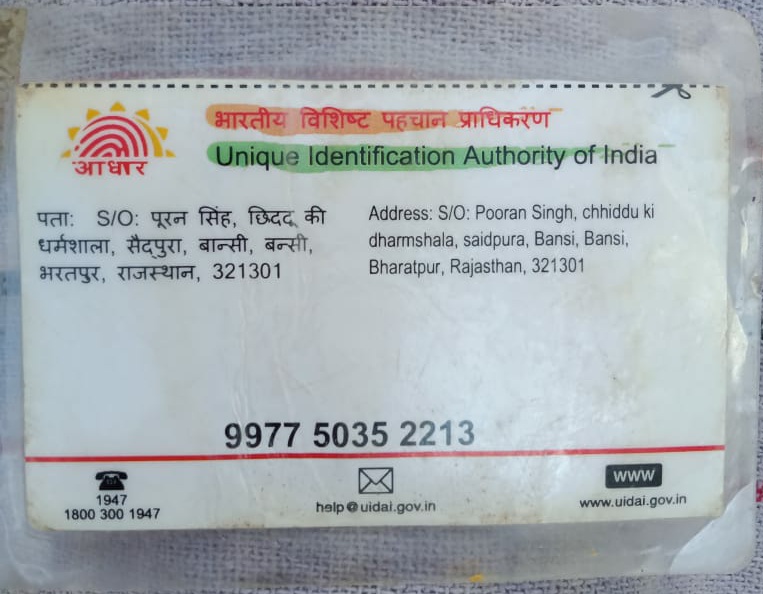 भारतीय विशिष्ट पहचान प्राधिकरण
आधार
Unique Identification Authority of India
पता: S/O: पूरन सिंह, छिददू की
धर्मशाला, सैद्पुरा, बान्सी, बन्सी,
भरतपुर, राजस्थान, 321301
Address: S/O: Pooran Singh, chhiddu ki
dharmshala, saidpura, Bansi, Bansi,
Bharatpur, Rajasthan, 321301
9977 5035 2213
1947
1800 300 1947
help@uidai.gov.in
www
www.uidai.gov.in